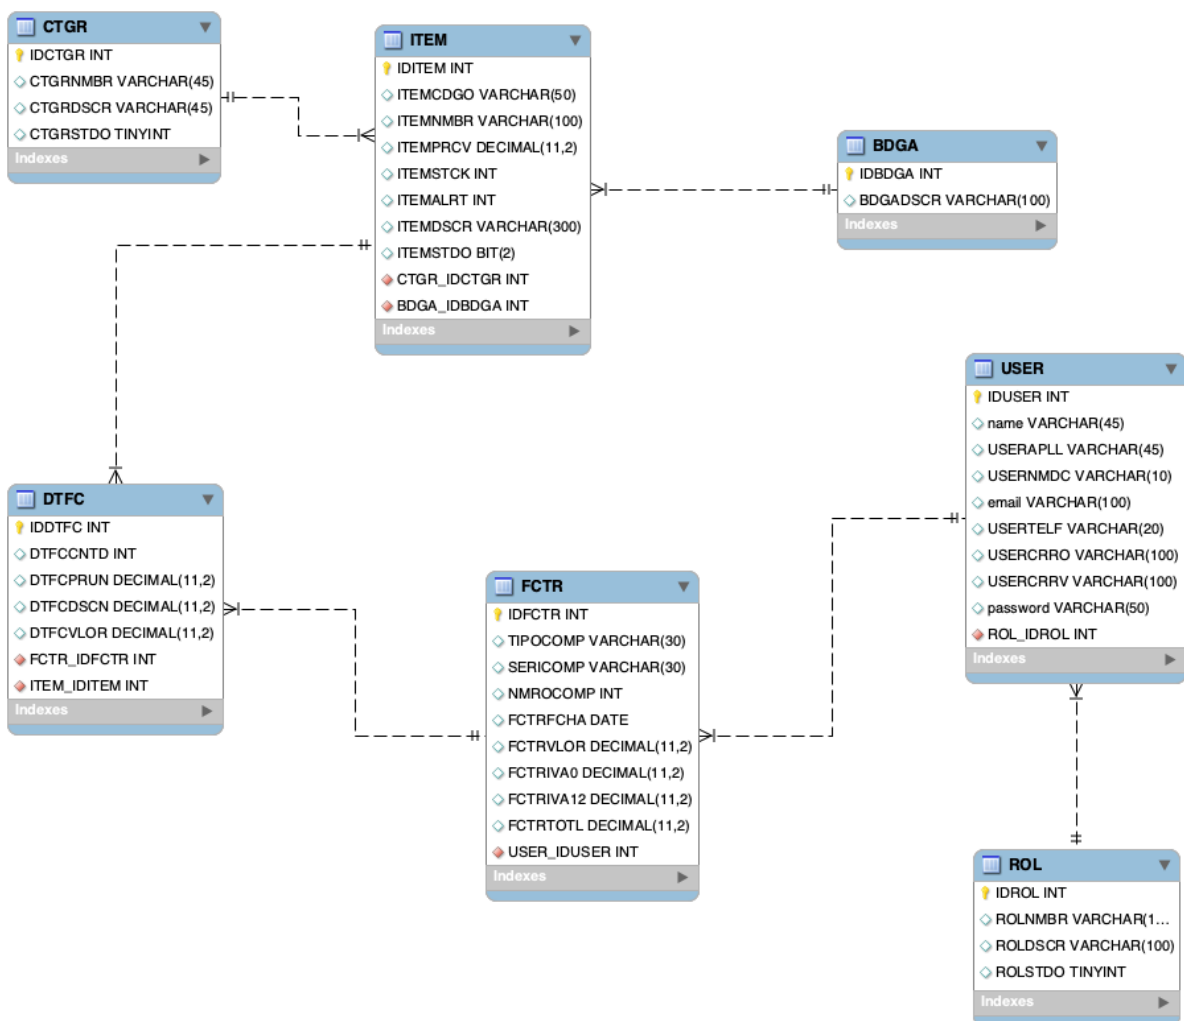 CTGR
IDCTGR INT
CTGRNMBR VARCHAR(45)
CTGRDSCR VARCHAR(45)
CTGRSTDO TINYINT
Indexes
ITEM
IDITEM INT
ITEMCDGO VARCHAR(50)
ITEMNMBR VARCHAR(100)
ITEMPRCV DECIMAL(11,2)
ITEMSTCK INT
ITEMALRT INT
ITEMDSCR VARCHAR(300)
ITEMSTDO BIT(2)
CTGR_IDCTGR INT
BDGA_IDBDGA INT
Indexes
BDGA
IDBDGA INT
BDGADSCR VARCHAR(100)
Indexes
USER
IDUSER INT
name VARCHAR(45)
USERAPLL VARCHAR(45)
USERNMDC VARCHAR(10)
email VARCHAR(100)
USERTELF VARCHAR(20)
USERCRRO VARCHAR(100)
USERCRRV VARCHAR(100)
password VARCHAR(50)
ROL_IDROL INT
Indexes
DTFC
IDDTFC INT
DTFCCNTD INT
DTFCPRUN DECIMAL(11,2)
DTFCDSCN DECIMAL(11,2)
DTFCVLOR DECIMAL(11,2)
FCTR_IDFCTR INT
ITEM_IDITEM INT
Indexes
FCTR
IDFCTR INT
TIPOCOMP VARCHAR(30)
SERICOMP VARCHAR(30)
NMROCOMP INT
FCTRFCHA DATE
FCTRVLOR DECIMAL(11,2)
FCTRIVA0 DECIMAL(11,2)
FCTRIVA12 DECIMAL(11,2)
FCTRTOTL DECIMAL(11,2)
USER_IDUSER INT
Indexes
ROL
IDROL INT
ROLNMBR VARCHAR(1...
ROLDSCR VARCHAR(100)
ROLSTDO TINYINT
Indexes